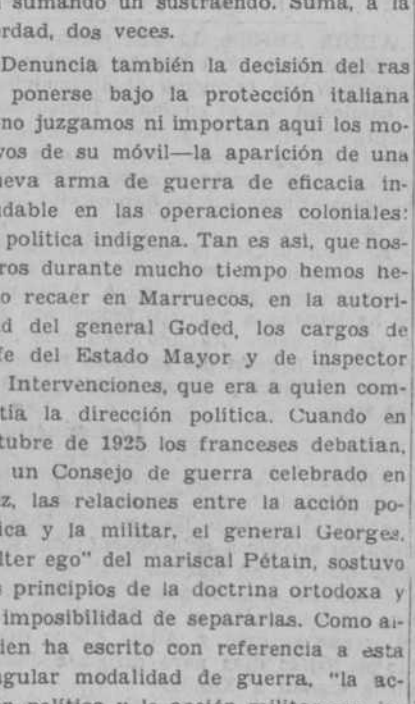 sumando un sustraendo. Suma, a la
erdad, dos veces.
Denuncia también la decisión del ras
ponerse bajo la protección italiana
no juzgamos ni importan aquí los mo-
vos de su móvil—la aparición de una
ueva arma de guerra de eficacia in-
udable en las operaciones coloniales:
política indígena. Tan es así, que nos-
ros durante mucho tiempo hemos he-
o recaer en Marruecos, en la autori-
ad del general Goded, los cargos de
fe del Estado Mayor y de inspector
Intervenciones, que era a quien com-
tía la dirección política. Cuando en
tubre de 1925 los franceses debatían,
un Consejo de guerra celebrado en
z, las relaciones entre la acción po-
ica y la militar, el general Georges,
lter ego" del mariscal Pétain, sostuvo
s principios de la doctrina ortodoxa y
imposibilidad de separarlas. Como al-
ien ha escrito con referencia a esta
ngular modalidad de guerra, "la ac-